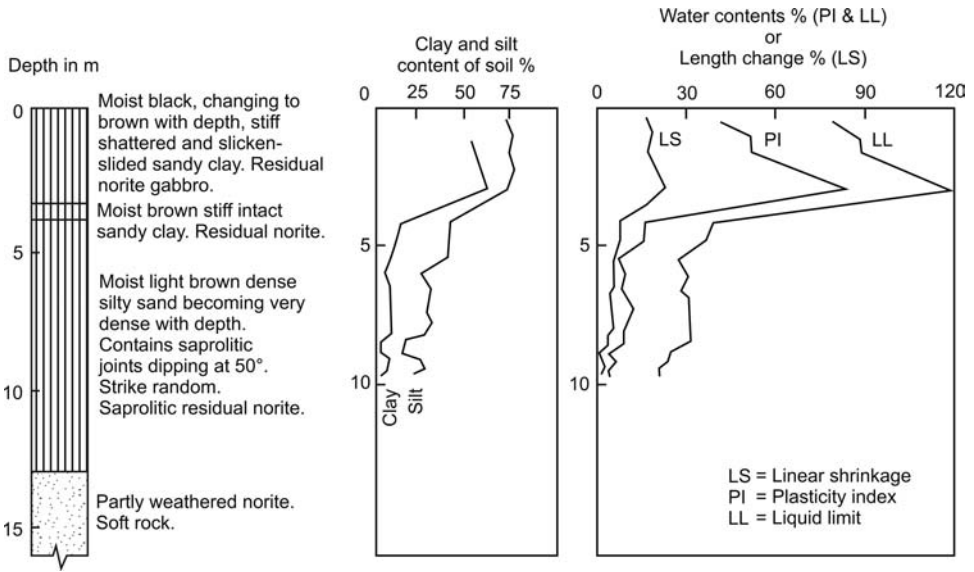 Depth in m
0
5
10
15
Moist black, changing to
brown with depth, stiff
shattered and slicken-
slided sandy clay. Residual
norite gabbro.
Moist brown stiff intact
sandy clay. Residual norite.
Moist light brown dense
silty sand becoming very
dense with depth.
Contains saprolitic
joints dipping at 50°.
Strike random.
Saprolitic residual norite.
Partly weathered norite.
Soft rock.
Clay and silt
content of soil %
0 25 50 75
5
10
Clay
Silt
Water contents % (PI & LL)
or
Length change % (LS)
0 30 60 90 120
LS PI LL
5
10
LS = Linear shrinkage
PI = Plasticity index
LL = Liquid limit